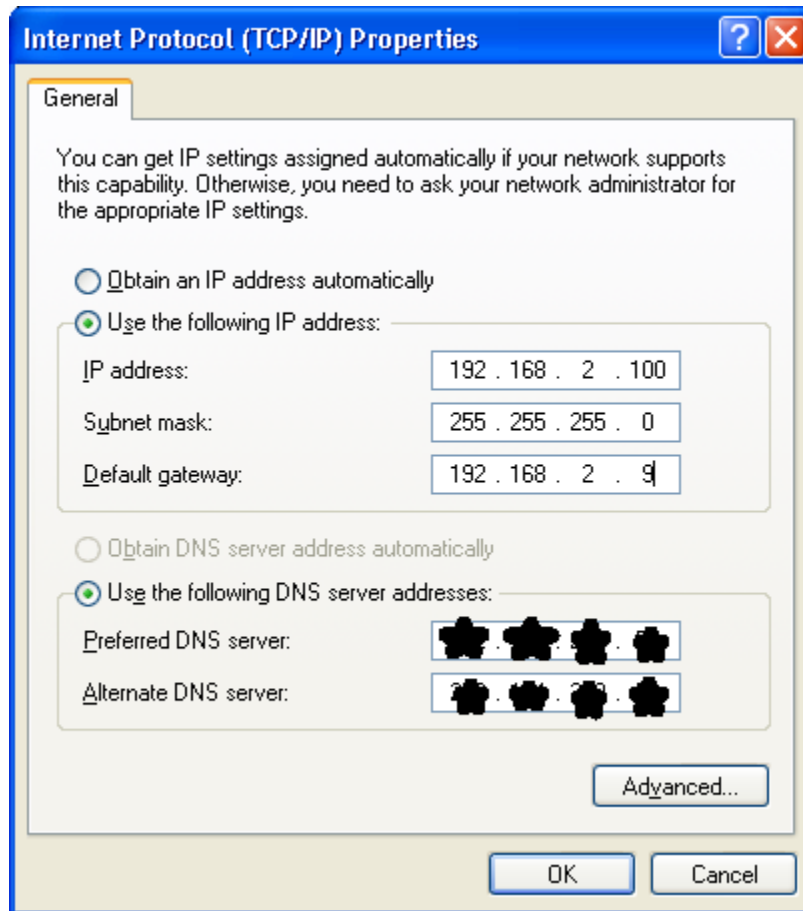 Internet Protocol (TCP/IP) Properties
General
You can get IP settings assigned automatically if your network supports
this capability. Otherwise, you need to ask your network administrator for
the appropriate IP settings.
Obtain an IP address automatically
Use the following IP address:
IP address: 192 . 168 . 2 . 100
Subnet mask: 255 . 255 . 255 . 0
Default gateway: 192 . 168 . 2 . 9
Obtain DNS server address automatically
Use the following DNS server addresses:
Preferred DNS server:
Alternate DNS server:
Advanced...
OK Cancel